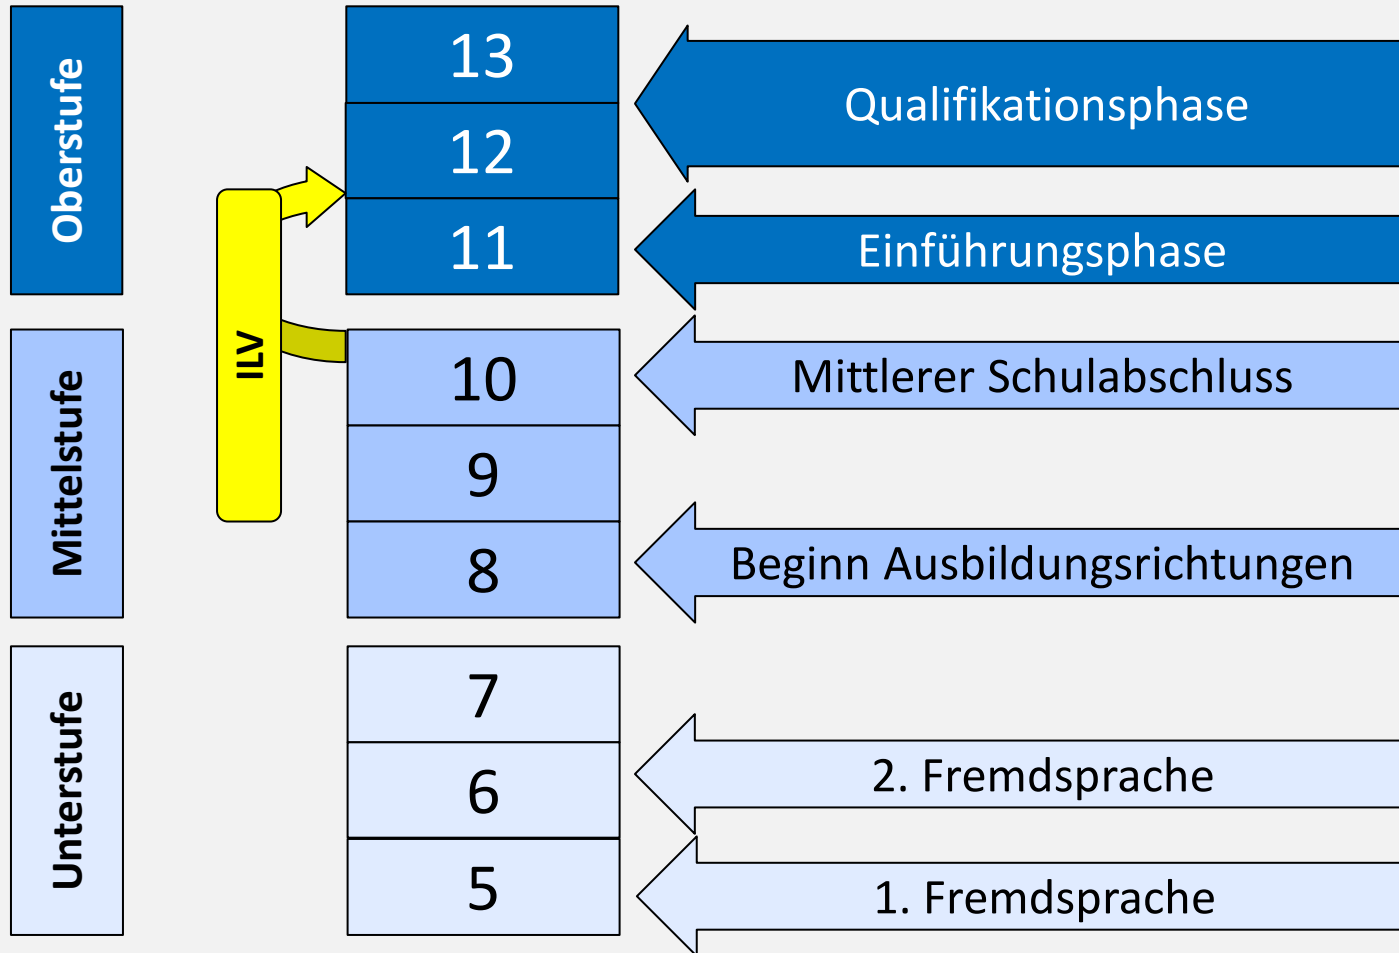 Oberstufe
13
12
11
Qualifikationsphase
Einführungsphase
ILV
Mittelstufe
10
9
8
Mittlerer Schulabschluss
Beginn Ausbildungsrichtungen
Unterstufe
7
6
5
2. Fremdsprache
1. Fremdsprache